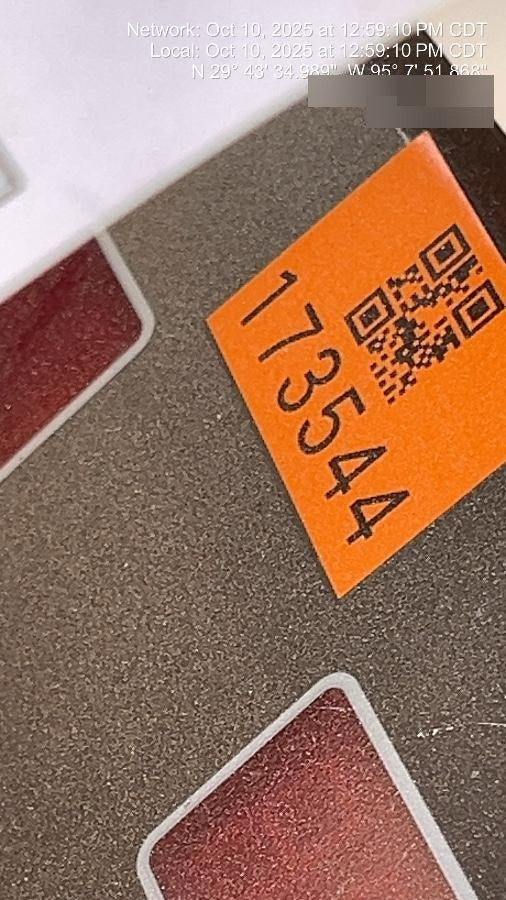 Network: Oct 10, 2025 at 12:59:10 PM CDT
Local: Oct 10, 2025 at 12:59:10 PM CDT
N 29° 43' 34.989", W 95° 7' 51.868"
173544